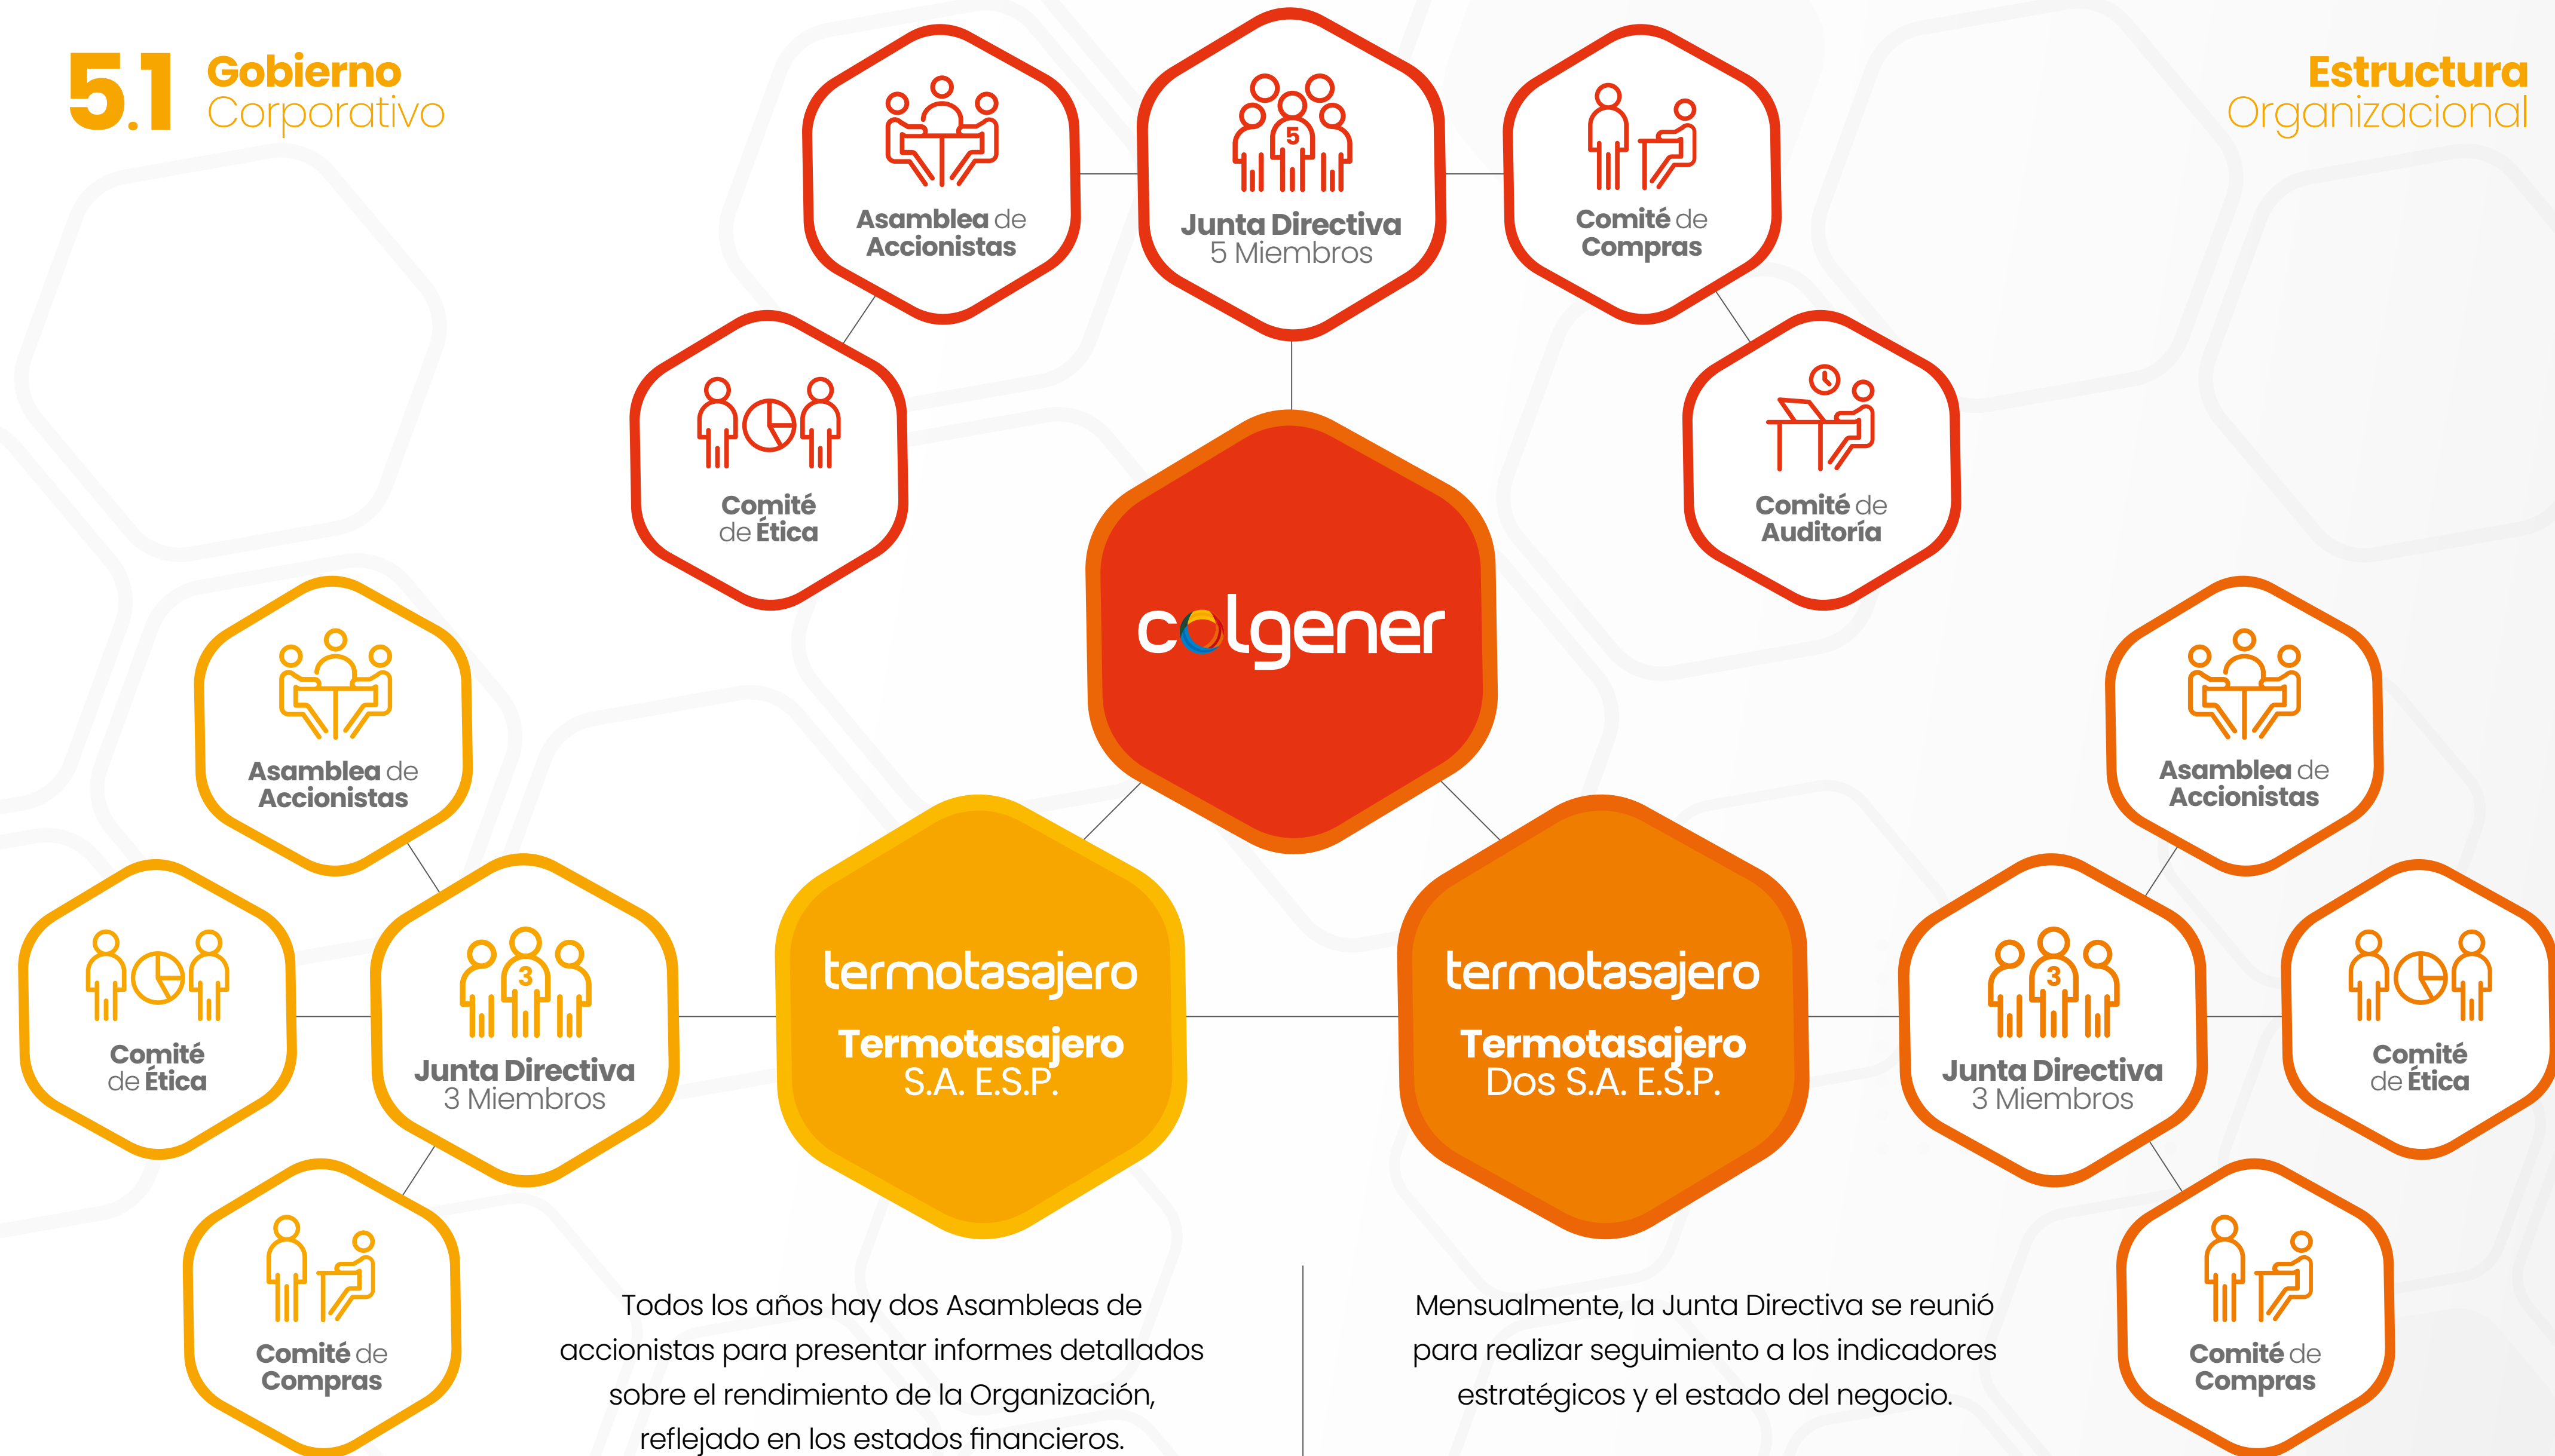 5.1 Gobierno
Corporativo
Estructura
Organizacional
Asamblea de
Accionistas
5
Junta Directiva
5 Miembros
Comité de
Compras
Comité
de Ética
Comité de
Auditoría
colgener
Asamblea de
Accionistas
Comité
de Ética
3
Junta Directiva
3 Miembros
Comité de
Compras
termotasajero
Termotasajero
S.A. E.S.P.
termotasajero
Termotasajero
Dos S.A. E.S.P.
Asamblea de
Accionistas
3
Junta Directiva
3 Miembros
Comité
de Ética
Comité de
Compras
Todos los años hay dos Asambleas de
accionistas para presentar informes detallados
sobre el rendimiento de la Organización,
reflejado en los estados financieros.
Mensualmente, la Junta Directiva se reunió
para realizar seguimiento a los indicadores
estratégicos y el estado del negocio.